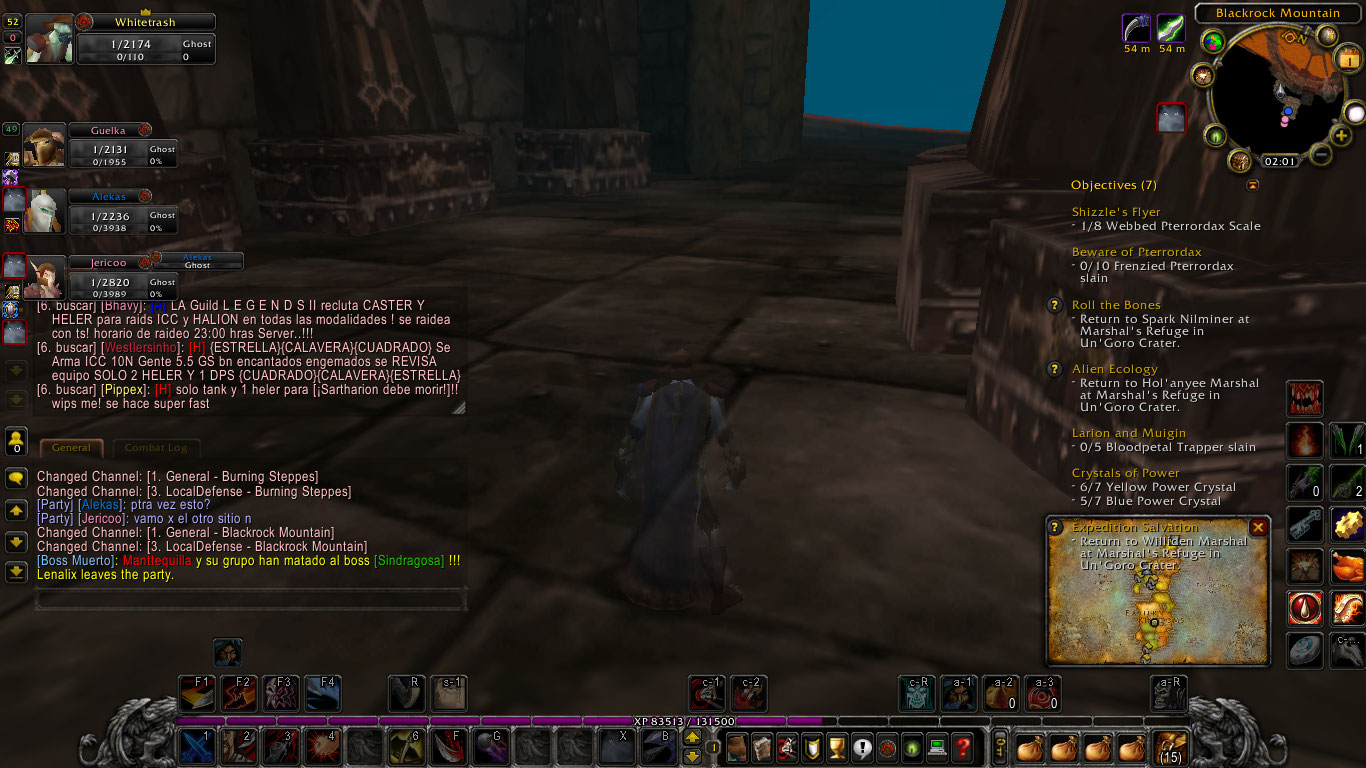 52
Whitetrash
0
1/2174 Ghost
0/110 0
Blackrock Mountain
54 m 54 m
1
02:01
49
Guelka
1/2131 Ghost
0/1955 0%
Alekas
1/2236 Ghost
0/3938 0%
Jericoo
Alekas
Ghost
1/2820 Ghost
0/3989 0%
[6. buscar] [Bhavy]: [H] LA Guild L E G E N D S II recluta CASTER Y
HELER para raids ICC y HALION en todas las modalidades ! se raidea
con ts! horario de raideo 23:00 hras Server..!!!
[6. buscar] [Westlersinho]: [H] {ESTRELLA}{CALAVERA}{CUADRADO} Se
Arma ICC 10N Gente 5.5 GS bn encantados engemados se REVISA
equipo SOLO 2 HELER Y 1 DPS {CUADRADO}{CALAVERA}{ESTRELLA}
[6. buscar] [Pippex]: [H] solo tank y 1 heler para [¡Sartharion debe morir!]!!
wips me! se hace super fast
0
General Combat Log
Changed Channel: [1. General - Burning Steppes]
Changed Channel: [3. LocalDefense - Burning Steppes]
[Party] [Alekas]: ptra vez esto?
[Party] [Jericoo]: vamo x el otro sitio n
Changed Channel: [1. General - Blackrock Mountain]
Changed Channel: [3. LocalDefense - Blackrock Mountain]
[Boss Muerto]: Manttequilla y su grupo han matado al boss [Sindragosa] !!!
Lenalix leaves the party.
Objectives (7)
Shizzle's Flyer
- 1/8 Webbed Pterrordax Scale
Beware of Pterrordax
- 0/10 Frenzied Pterrordax
slain
? Roll the Bones
- Return to Spark Nilminer at
Marshal's Refuge in
Un'Goro Crater.
? Alien Ecology
- Return to Hol'anyee Marshal
at Marshal's Refuge in
Un'Goro Crater.
Larion and Muigin
- 0/5 Bloodpetal Trapper slain
Crystals of Power
- 6/7 Yellow Power Crystal
- 5/7 Blue Power Crystal
? Expedition Salvation
- Return to Williden Marshal
at Marshal's Refuge in
Un'Goro Crater.
1
0 2
c-...
F1 F2 F3 F4 R s-1 c-1 c-2 c-R a-1 a-2 a-3 a-R
0 0
XP 83513 / 131500
1 2 3 4 6 F G X B 1
(15)